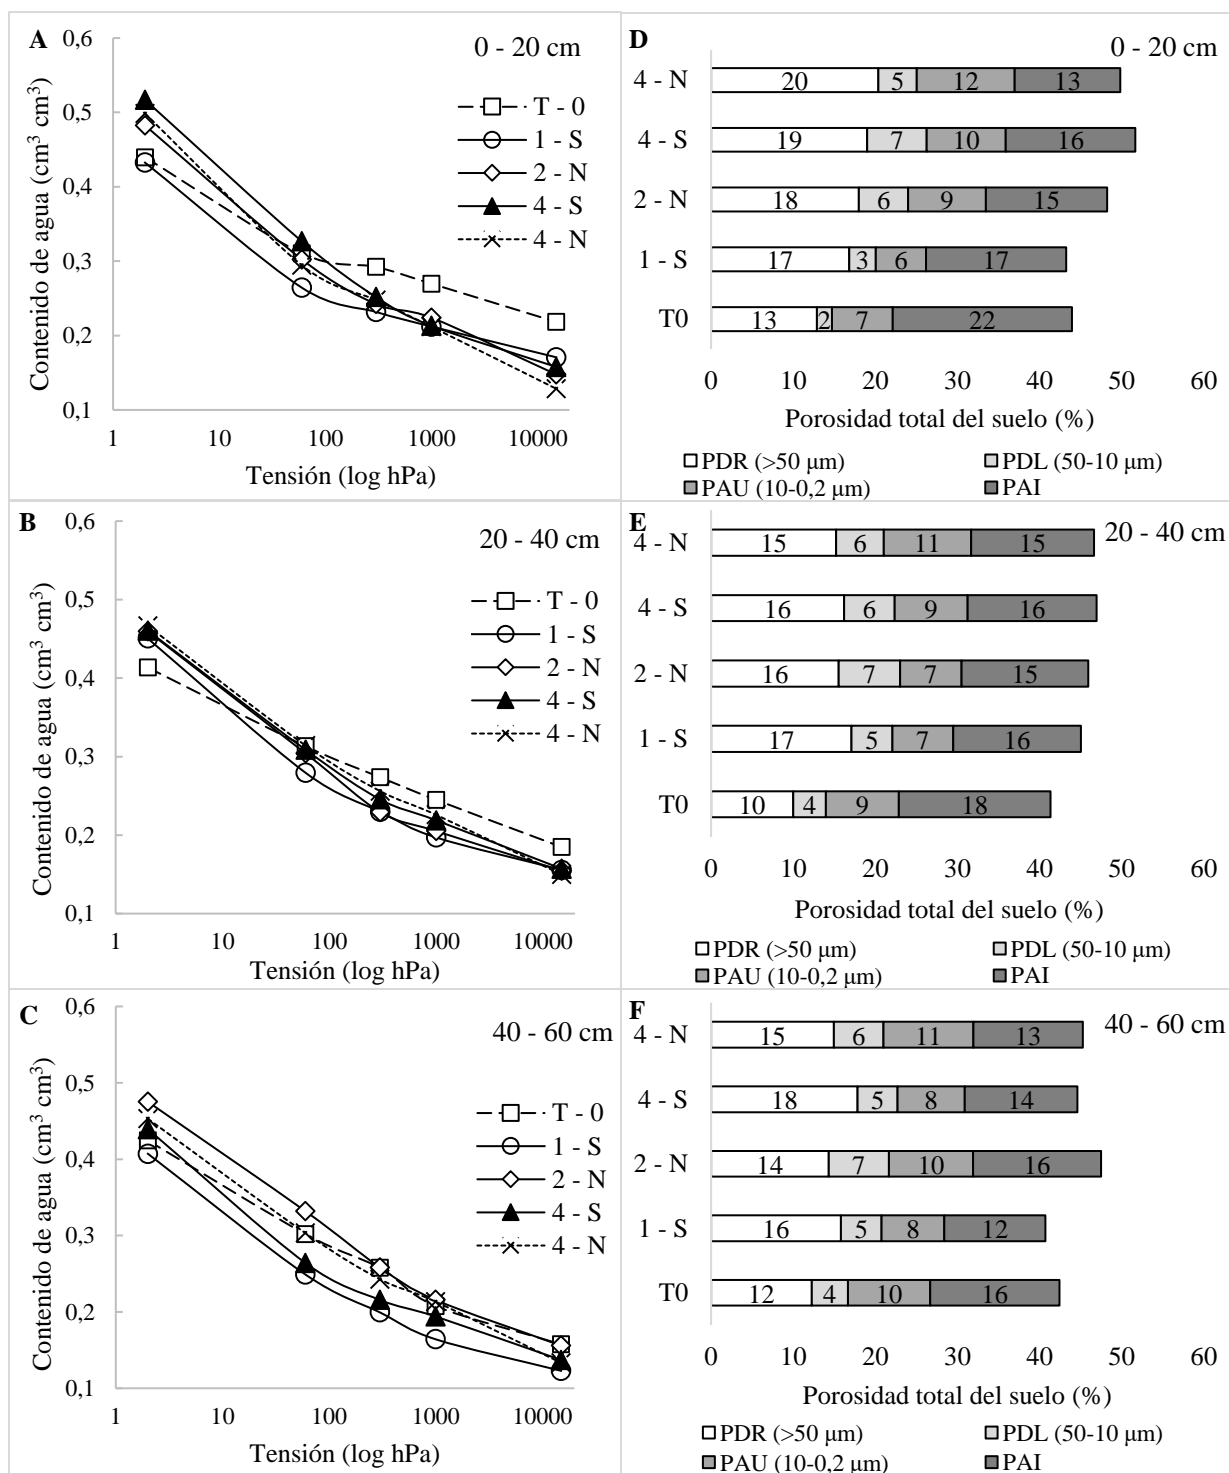 A
0 - 20 cm
Contenido de agua (cm³ cm³)
0,6
0,5
0,4
0,3
0,2
0,1
1 10 100 1000 10000
Tensión (log hPa)
T - 0
1 - S
2 - N
4 - S
4 - N
D
0 - 20 cm
4 - N 20 5 12 13
4 - S 19 7 10 16
2 - N 18 6 9 15
1 - S 17 3 6 17
T0 13 2 7 22
0 10 20 30 40 50 60
Porosidad total del suelo (%)
PDR (>50 µm) PDL (50-10 µm)
PAU (10-0,2 µm) PAI
B
20 - 40 cm
Contenido de agua (cm³ cm³)
0,6
0,5
0,4
0,3
0,2
0,1
1 10 100 1000 10000
Tensión (log hPa)
T - 0
1 - S
2 - N
4 - S
4 - N
E
20 - 40 cm
4 - N 15 6 11 15
4 - S 16 6 9 16
2 - N 16 7 7 15
1 - S 17 5 7 16
T0 10 4 9 18
0 10 20 30 40 50 60
Porosidad total del suelo (%)
PDR (>50 µm) PDL (50-10 µm)
PAU (10-0,2 µm) PAI
C
40 - 60 cm
Contenido de agua (cm³ cm³)
0,6
0,5
0,4
0,3
0,2
0,1
1 10 100 1000 10000
Tensión (log hPa)
T - 0
1 - S
2 - N
4 - S
4 - N
F
40 - 60 cm
4 - N 15 6 11 13
4 - S 18 5 8 14
2 - N 14 7 10 16
1 - S 16 5 8 12
T0 12 4 10 16
0 10 20 30 40 50 60
Porosidad total del suelo (%)
PDR (>50 µm) PDL (50-10 µm)
PAU (10-0,2 µm) PAI